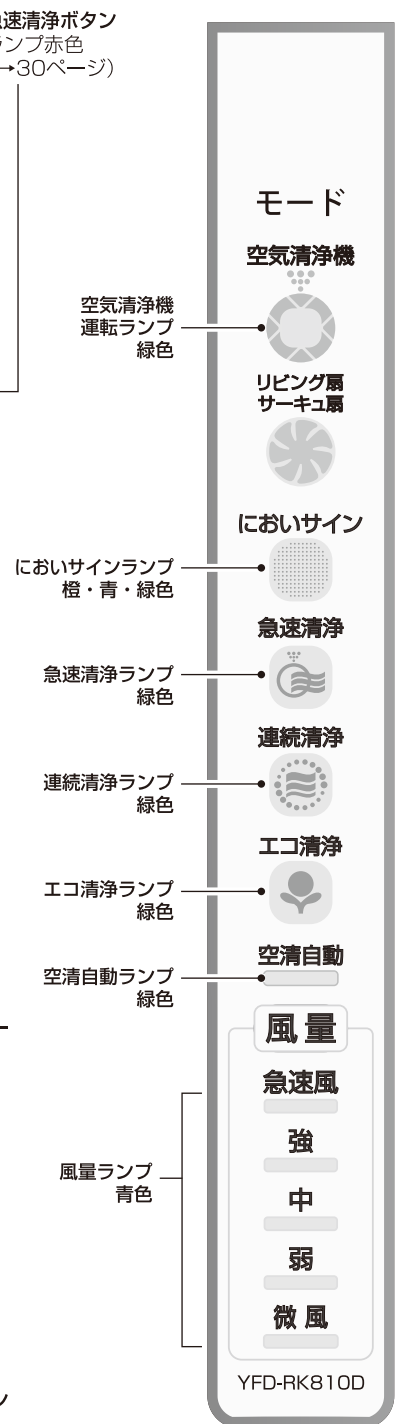 急速清浄ボタン
ランプ赤色
→30ページ)
モード
空気清浄機
空気清浄機
運転ランプ
緑色
リビング扇
サーキュ扇
においサイン
においサインランプ
橙・青・緑色
急速清浄
急速清浄ランプ
緑色
連続清浄
連続清浄ランプ
緑色
エコ清浄
エコ清浄ランプ
緑色
空清自動
空清自動ランプ
緑色
風量
急速風
強
中
風量ランプ
青色
弱
微風
YFD-RK810D